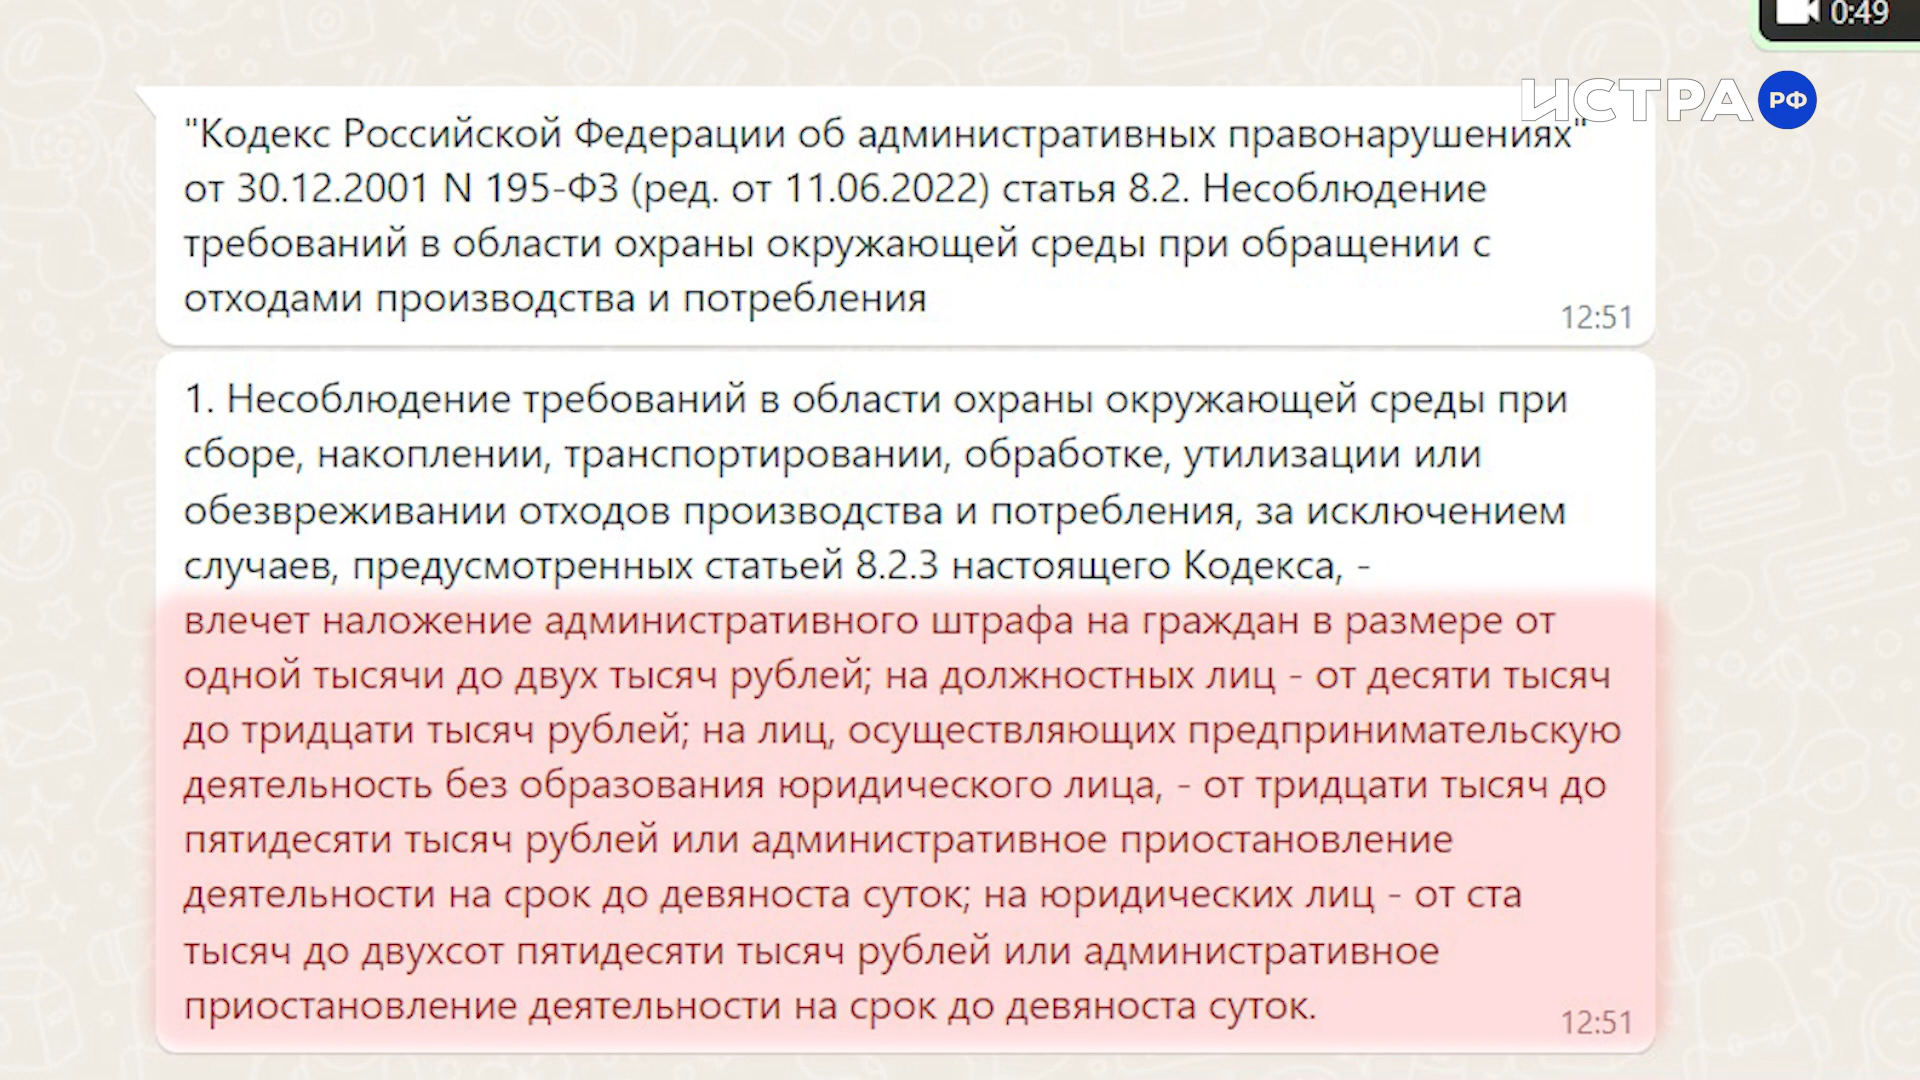 0:49
ИСТРА РФ
"Кодекс Российской Федерации об административных правонарушениях"
от 30.12.2001 N 195-ФЗ (ред. от 11.06.2022) статья 8.2. Несоблюдение
требований в области охраны окружающей среды при обращении с
отходами производства и потребления
12:51
1. Несоблюдение требований в области охраны окружающей среды при
сборе, накоплении, транспортировании, обработке, утилизации или
обезвреживании отходов производства и потребления, за исключением
случаев, предусмотренных статьей 8.2.3 настоящего Кодекса, -
влечет наложение административного штрафа на граждан в размере от
одной тысячи до двух тысяч рублей; на должностных лиц - от десяти тысяч
до тридцати тысяч рублей; на лиц, осуществляющих предпринимательскую
деятельность без образования юридического лица, - от тридцати тысяч до
пятидесяти тысяч рублей или административное приостановление
деятельности на срок до девяноста суток; на юридических лиц - от ста
тысяч до двухсот пятидесяти тысяч рублей или административное
приостановление деятельности на срок до девяноста суток.
12:51